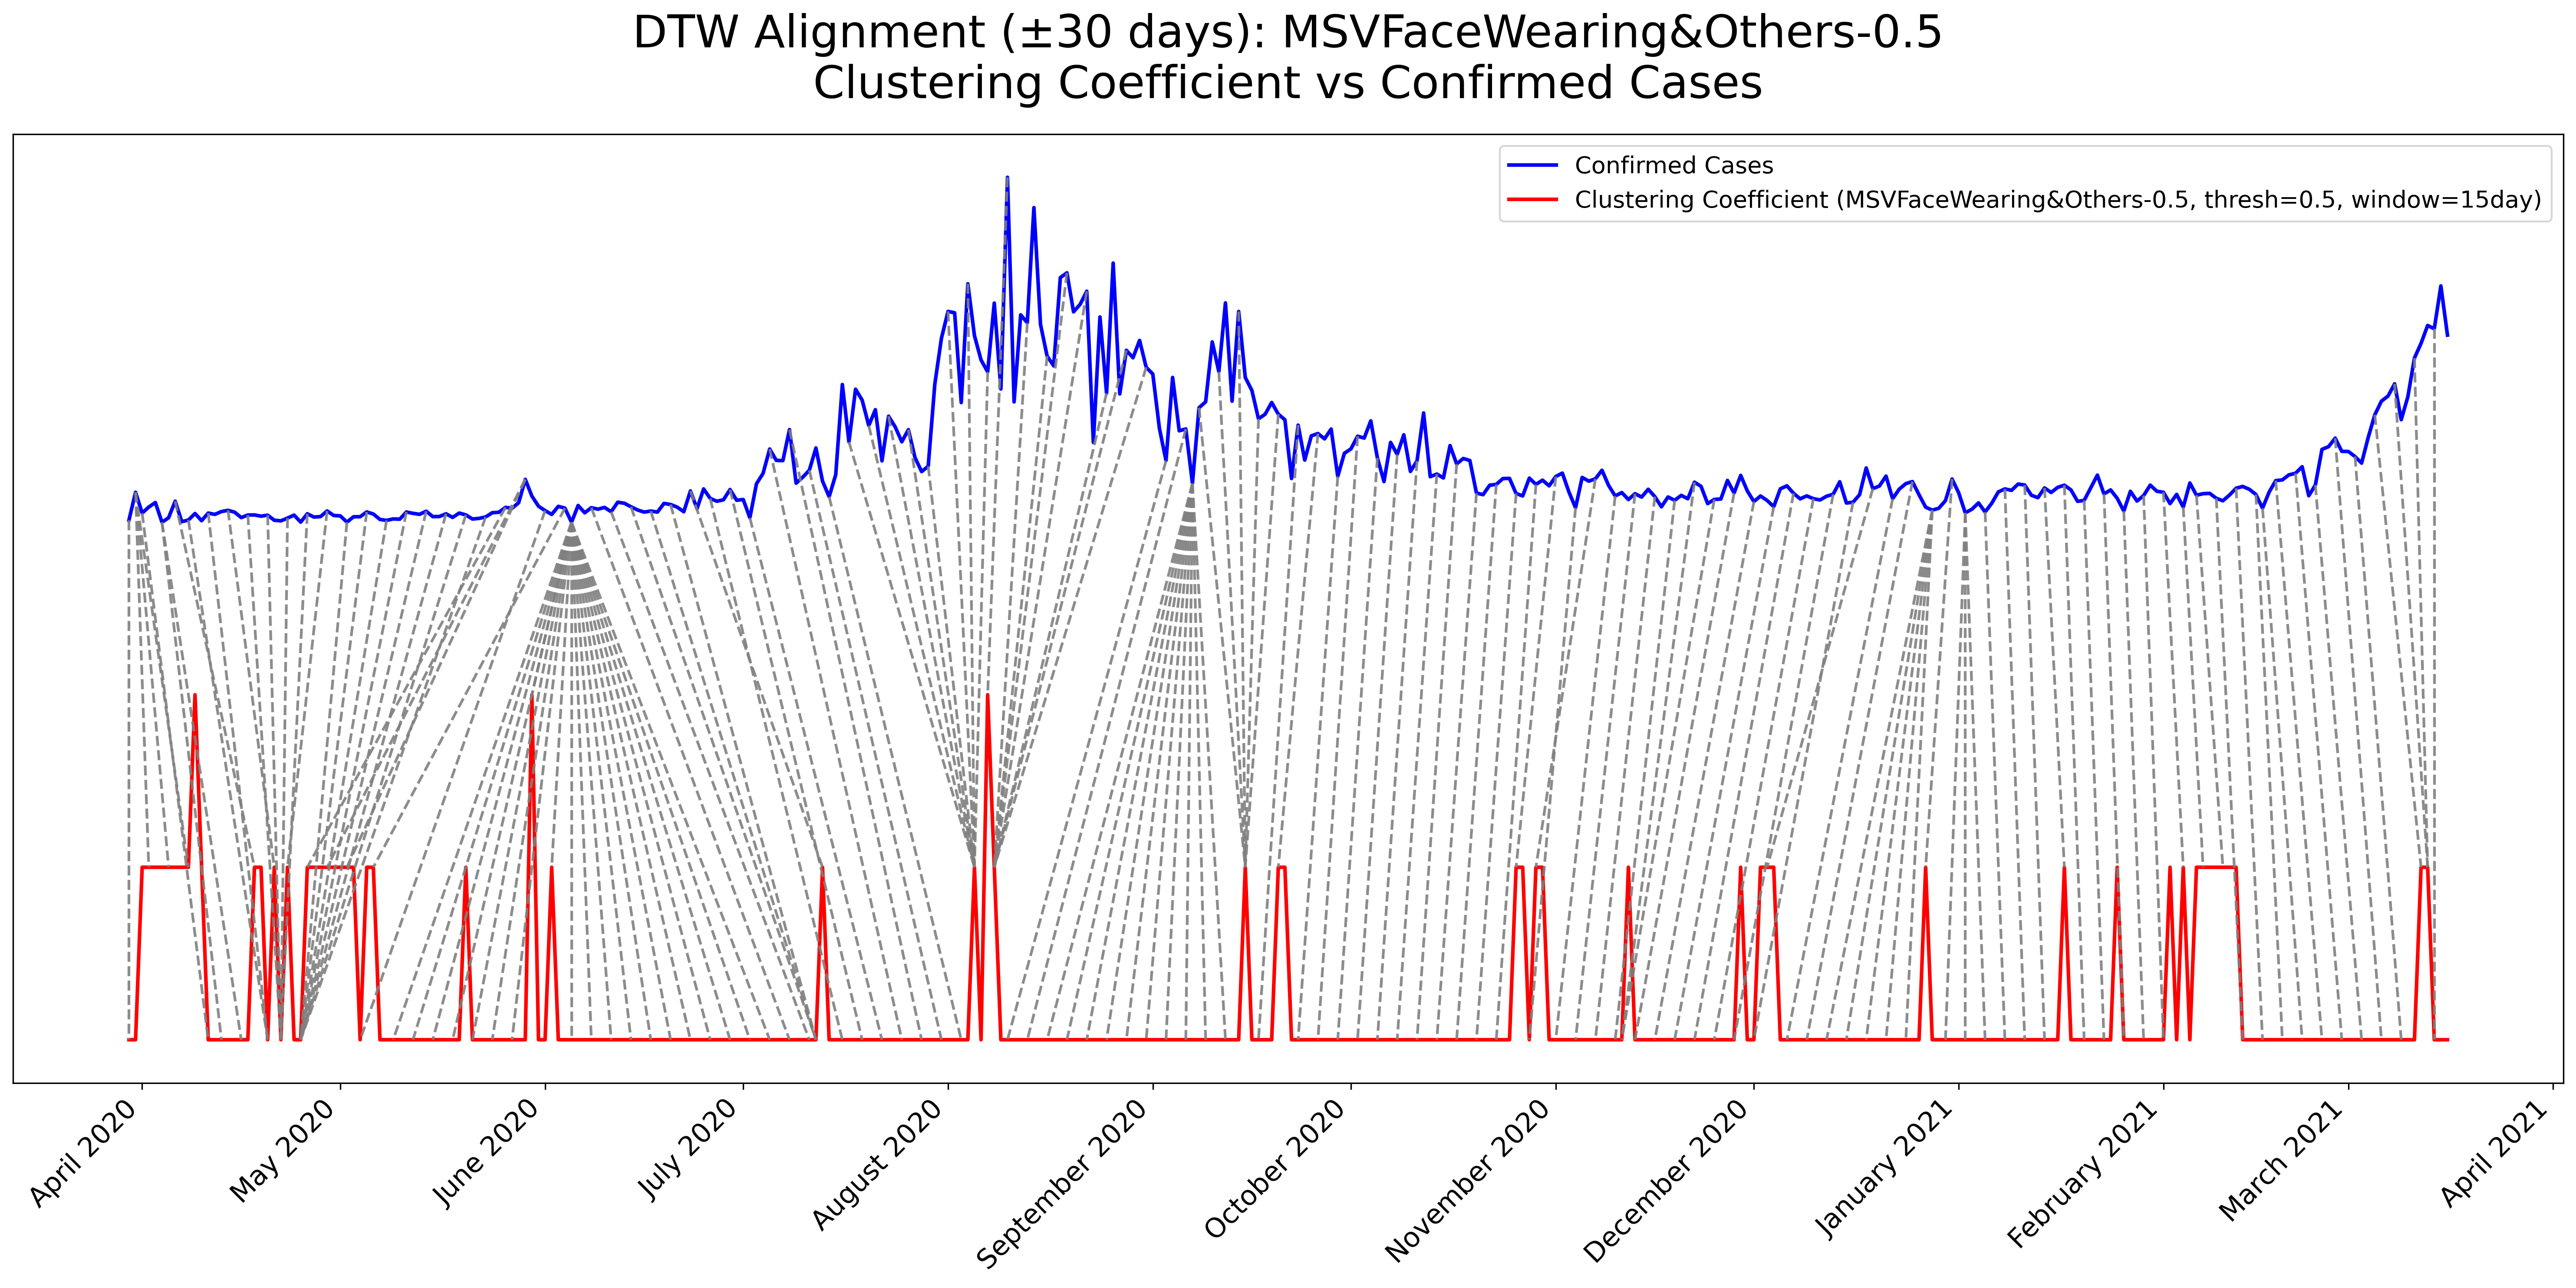 DTW Alignment (±30 days): MSVFaceWearing&Others-0.5
Clustering Coefficient vs Confirmed Cases
Confirmed Cases
Clustering Coefficient (MSVFaceWearing&Others-0.5, thresh=0.5, window=15day)
April 2020
May 2020
June 2020
July 2020
August 2020
September 2020
October 2020
November 2020
December 2020
January 2021
February 2021
March 2021
April 2021